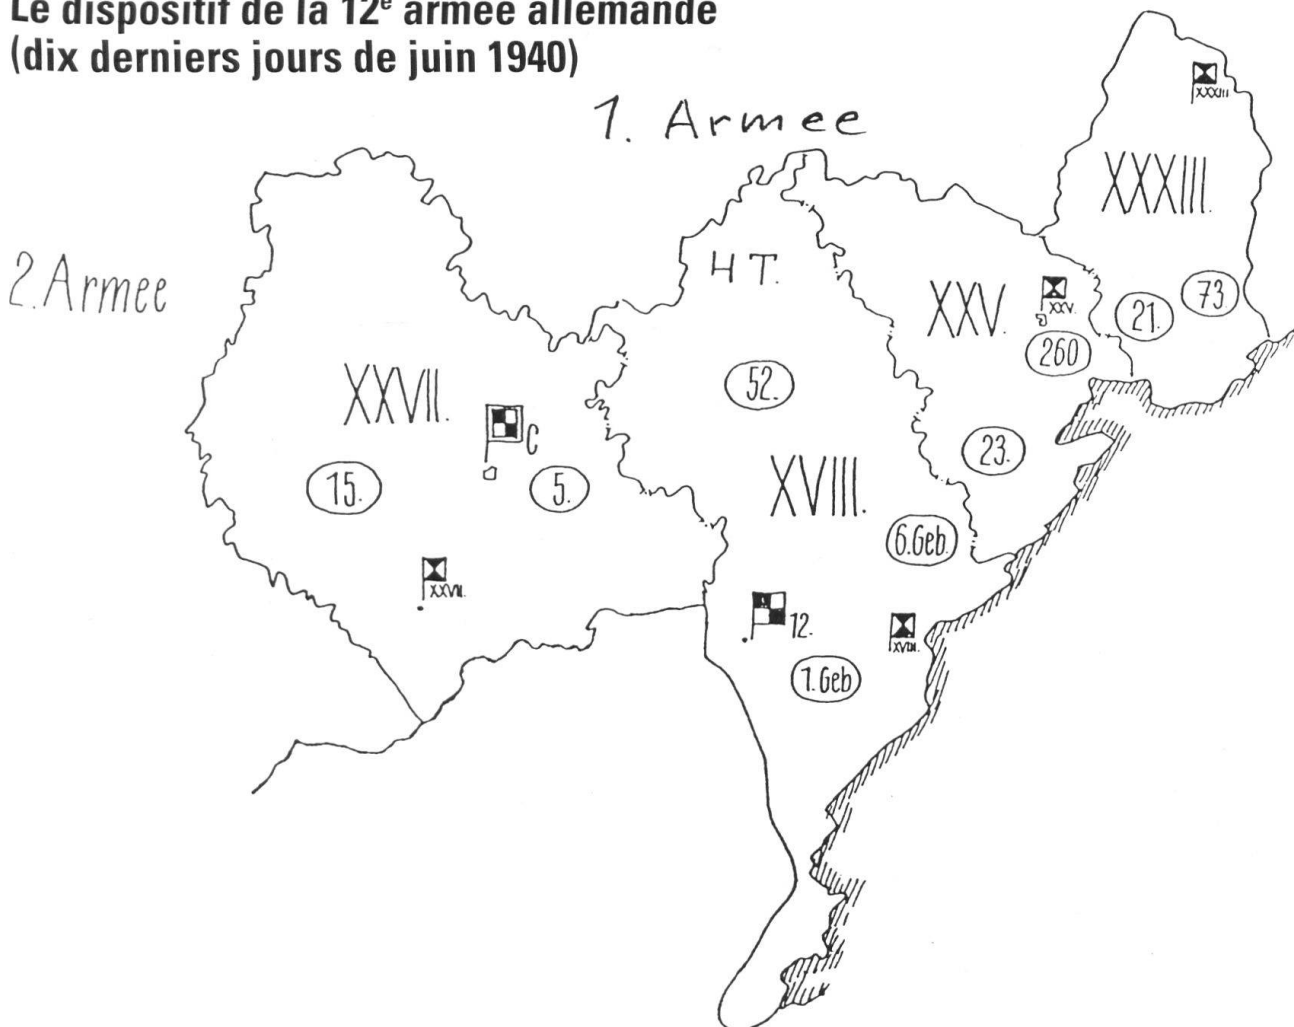 Le dispositif de la 12e armée allemande
(dix derniers jours de juin 1940)
1. Armee
2. Armee
XXXIII
XXXIII.
73.
21.
HT.
XXV.
XXV.
260
52.
23.
XXVII.
C
15.
5.
XVIII.
6.Geb.
XXVII.
12.
XVIII.
1.Geb